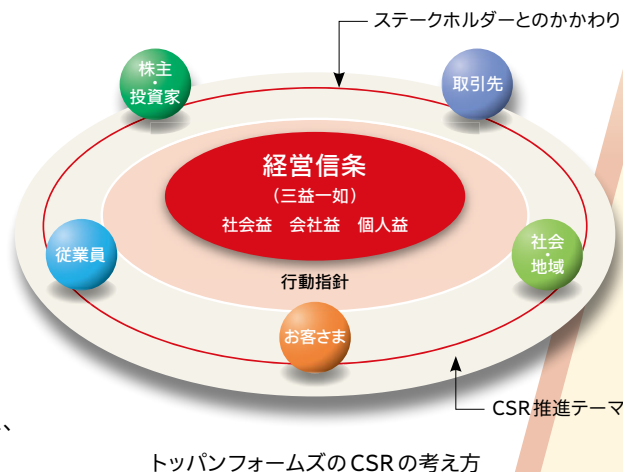 ステークホルダーとのかかわり
株主
・
投資家
取引先
経営信条
（三益一如）
社会益　会社益　個人益
従業員
社会
・
地域
行動指針
お客さま
CSR推進テーマ
、
トッパンフォームズのCSRの考え方